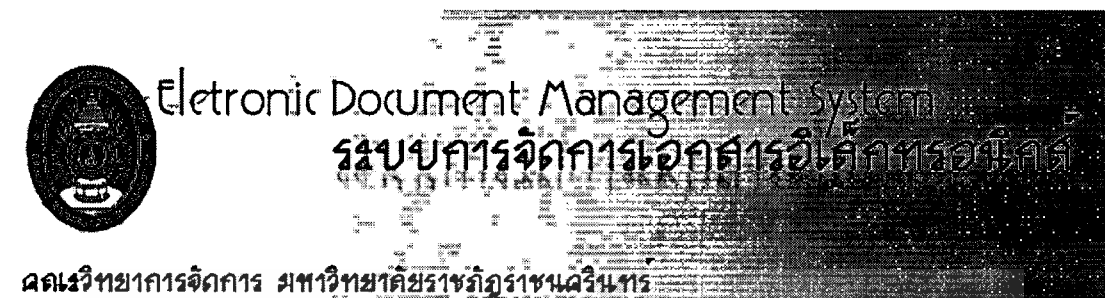 Eletronic Document Management System
ระบบการจัดการเอกสารอิเล็กทรอนิกส์
คณะวิทยาการจัดการ มหาวิทยาลัยราชภัฏราชนครินทร์